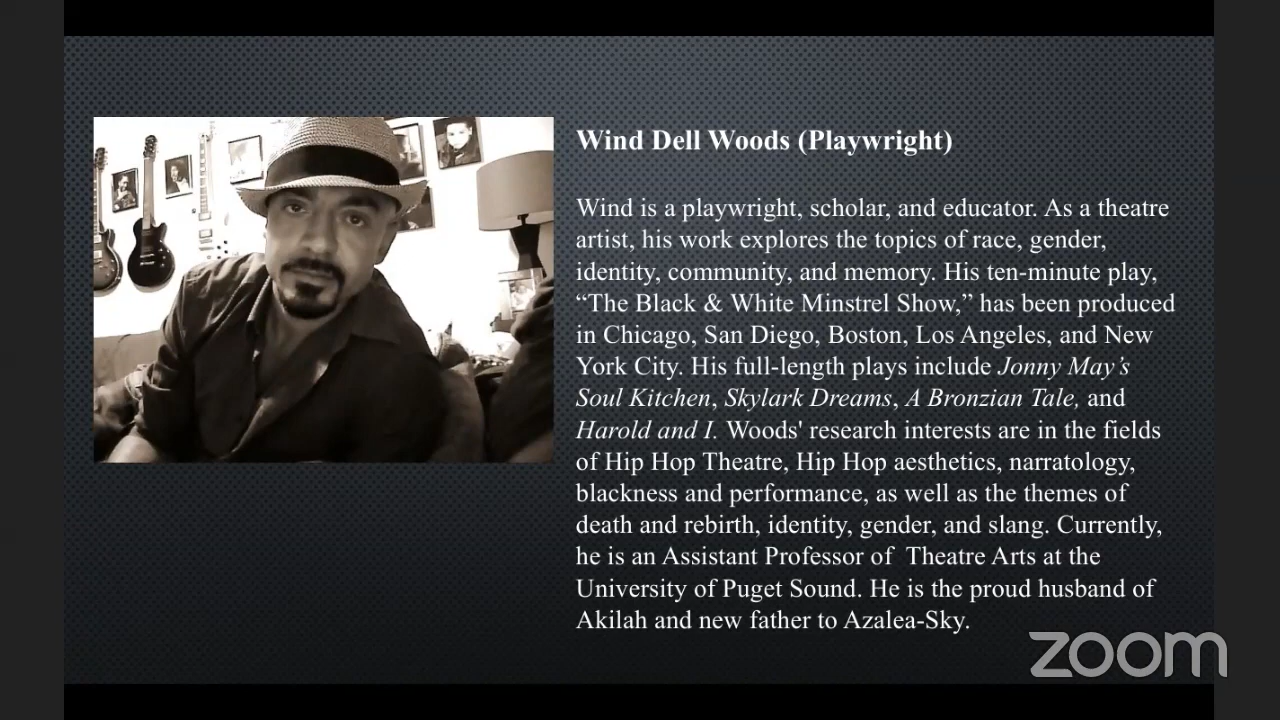 Wind Dell Woods (Playwright)
Wind is a playwright, scholar, and educator. As a theatre
artist, his work explores the topics of race, gender,
identity, community, and memory. His ten-minute play,
“The Black & White Minstrel Show,” has been produced
in Chicago, San Diego, Boston, Los Angeles, and New
York City. His full-length plays include Jonny May’s
Soul Kitchen, Skylark Dreams, A Bronzian Tale, and
Harold and I. Woods' research interests are in the fields
of Hip Hop Theatre, Hip Hop aesthetics, narratology,
blackness and performance, as well as the themes of
death and rebirth, identity, gender, and slang. Currently,
he is an Assistant Professor of  Theatre Arts at the
University of Puget Sound. He is the proud husband of
Akilah and new father to Azalea-Sky.
zoom